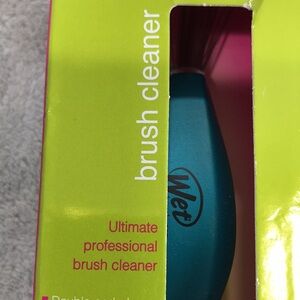 brush cleaner
Wet
Ultimate
professional
brush cleaner